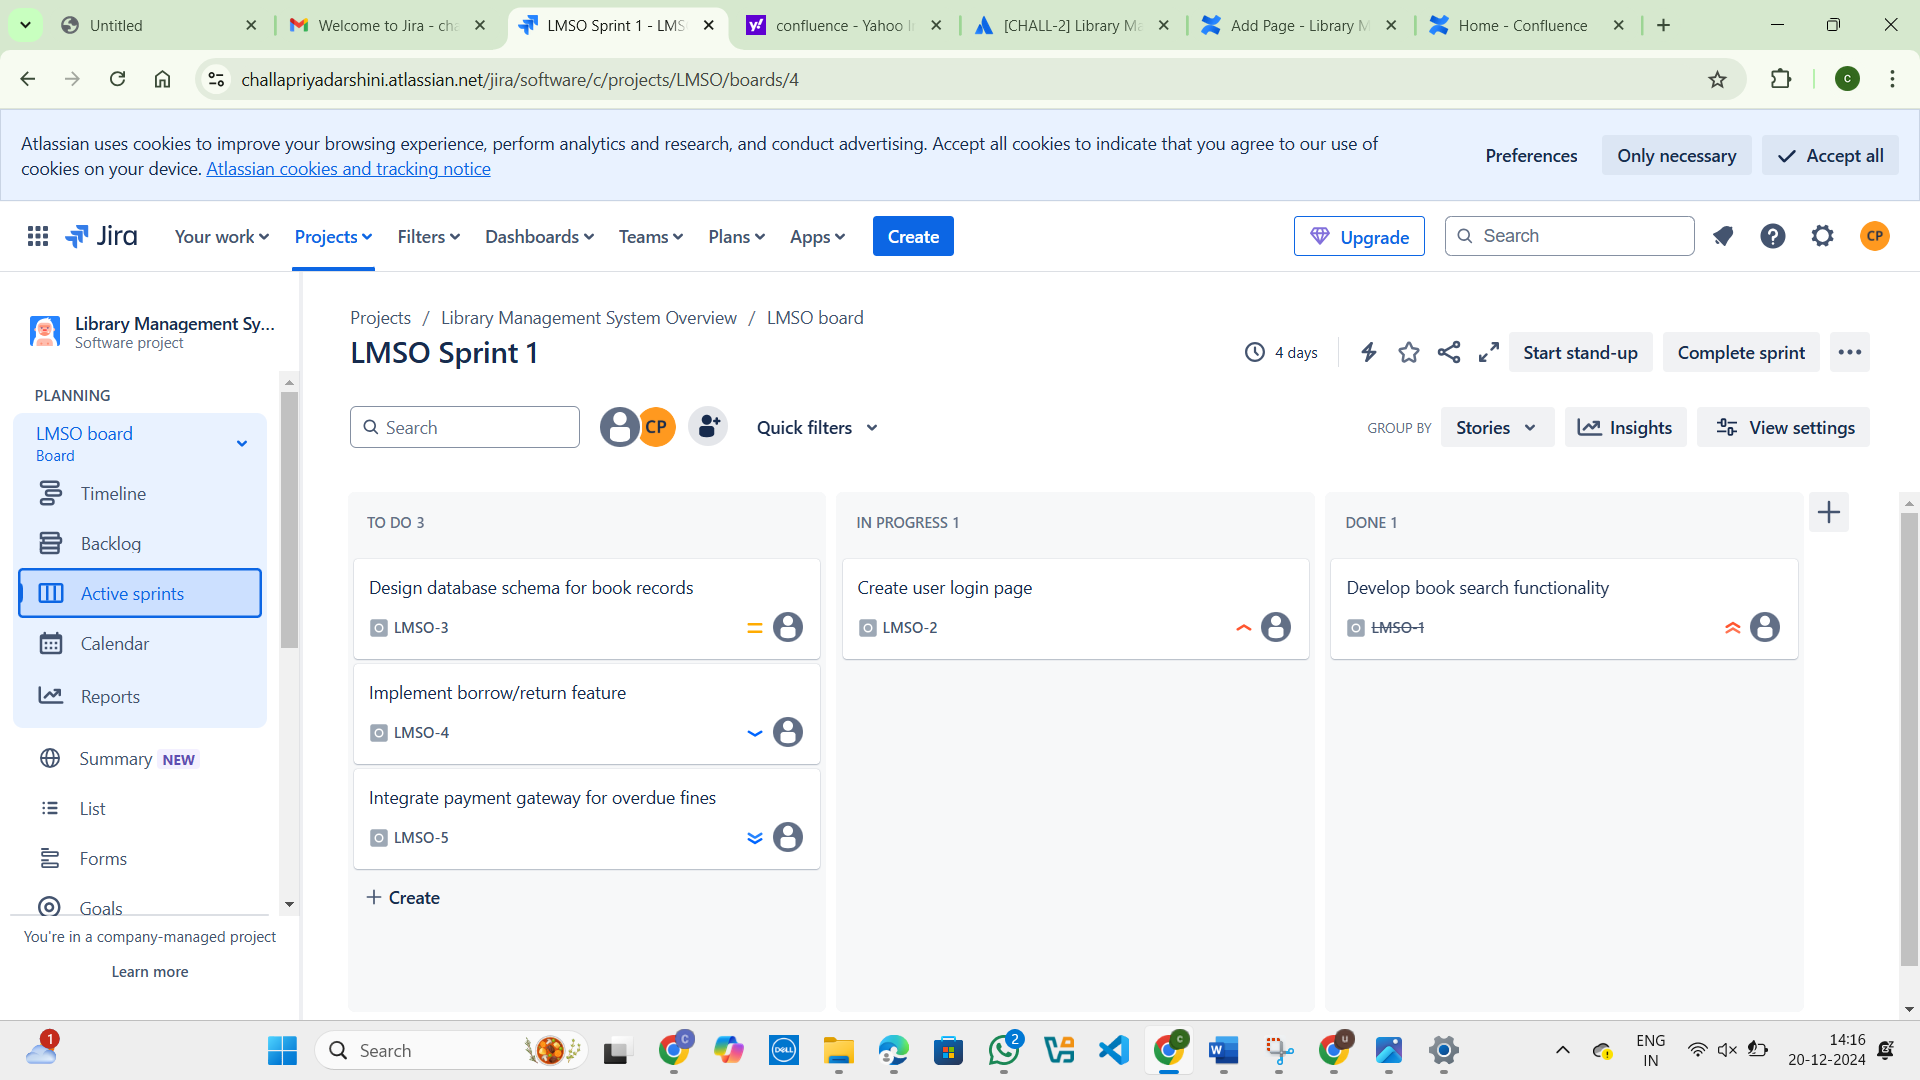 Untitled
Welcome to Jira - cha
LMSO Sprint 1 - LMS
confluence - Yahoo I
[CHALL-2] Library Ma
Add Page - Library M
Home - Confluence
challapriyadarshini.atlassian.net/jira/software/c/projects/LMSO/boards/4
C
Atlassian uses cookies to improve your browsing experience, perform analytics and research, and conduct advertising. Accept all cookies to indicate that you agree to our use of
cookies on your device. Atlassian cookies and tracking notice
Preferences
Only necessary
Accept all
Jira
Your work
Projects
Filters
Dashboards
Teams
Plans
Apps
Create
Upgrade
Search
CP
Library Management Sy...
Software project
PLANNING
LMSO board
Board
Timeline
Backlog
Active sprints
Calendar
Reports
Summary NEW
List
Forms
Goals
You're in a company-managed project
Learn more
Projects / Library Management System Overview / LMSO board
LMSO Sprint 1
4 days
Start stand-up
Complete sprint
Search
CP
Quick filters
GROUP BY
Stories
Insights
View settings
TO DO 3
Design database schema for book records
LMSO-3
Implement borrow/return feature
LMSO-4
Integrate payment gateway for overdue fines
LMSO-5
Create
IN PROGRESS 1
Create user login page
LMSO-2
DONE 1
Develop book search functionality
LMSO-1
1
Search
C
DELL
2
c
W
u
ENG
IN
14:16
20-12-2024